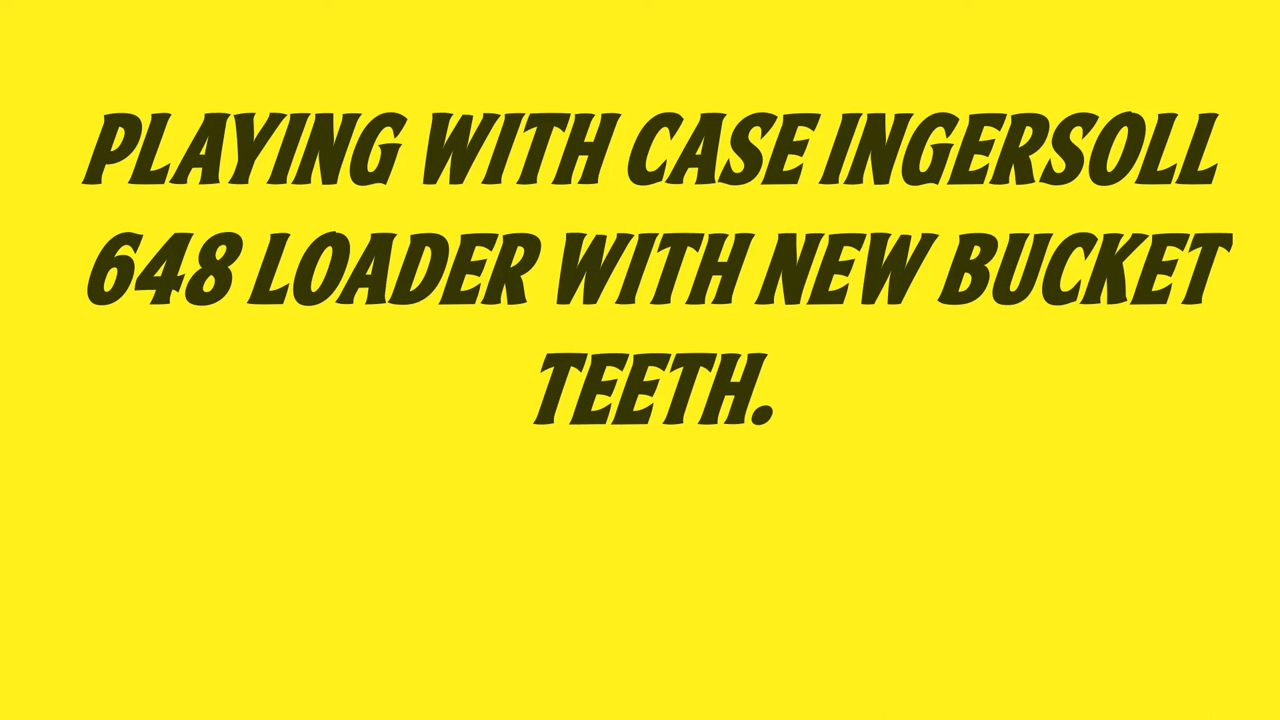 PLAYING WITH CASE INGERSOLL
648 LOADER WITH NEW BUCKET
TEETH.